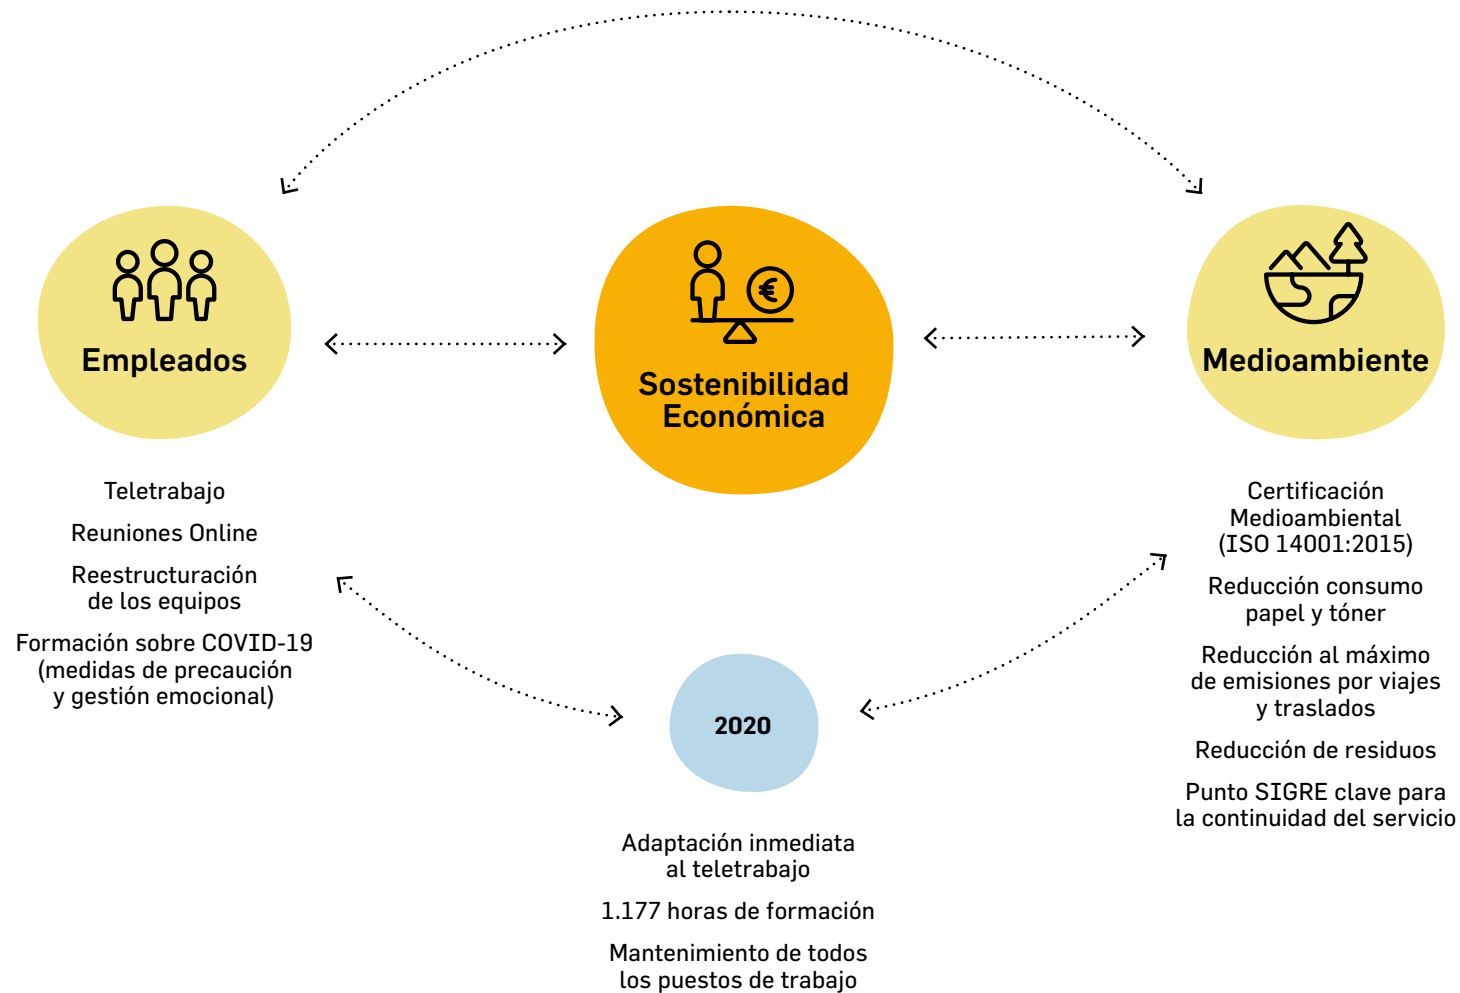 Empleados
Teletrabajo
Reuniones Online
Reestructuración
de los equipos
Formación sobre COVID-19
(medidas de precaución
y gestión emocional)
€
Sostenibilidad
Económica
2020
Adaptación inmediata
al teletrabajo
1.177 horas de formación
Mantenimiento de todos
los puestos de trabajo
Medioambiente
Certificación
Medioambiental
(ISO 14001:2015)
Reducción consumo
papel y tóner
Reducción al máximo
de emisiones por viajes
y traslados
Reducción de residuos
Punto SIGRE clave para
la continuidad del servicio